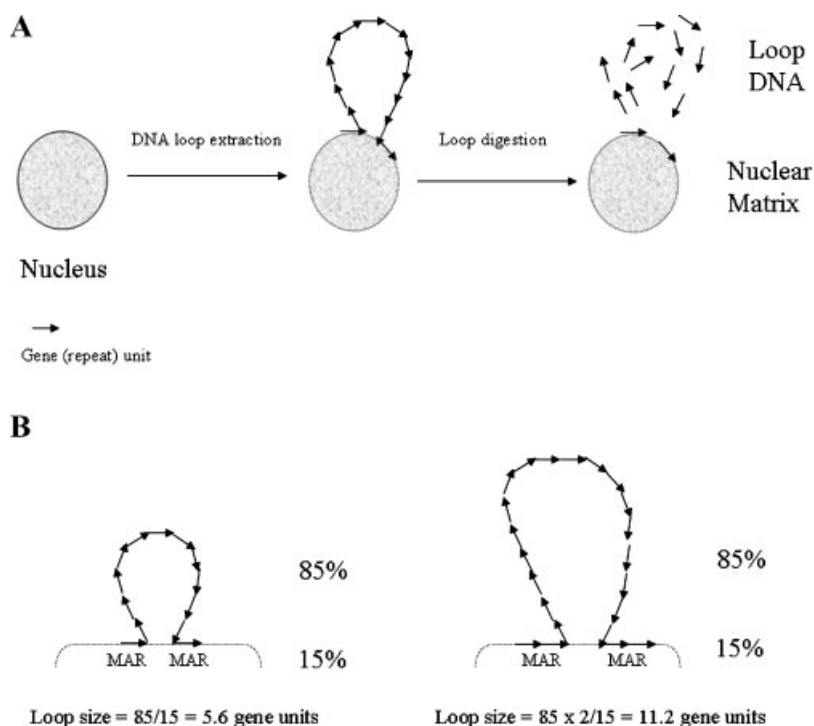 A
DNA loop extraction
Loop digestion
Loop
DNA
Nuclear
Matrix
Nucleus
Gene (repeat) unit
B
85%
15%
MAR MAR
Loop size = 85/15 = 5.6 gene units
85%
15%
MAR MAR
Loop size = 85 x 2/15 = 11.2 gene units